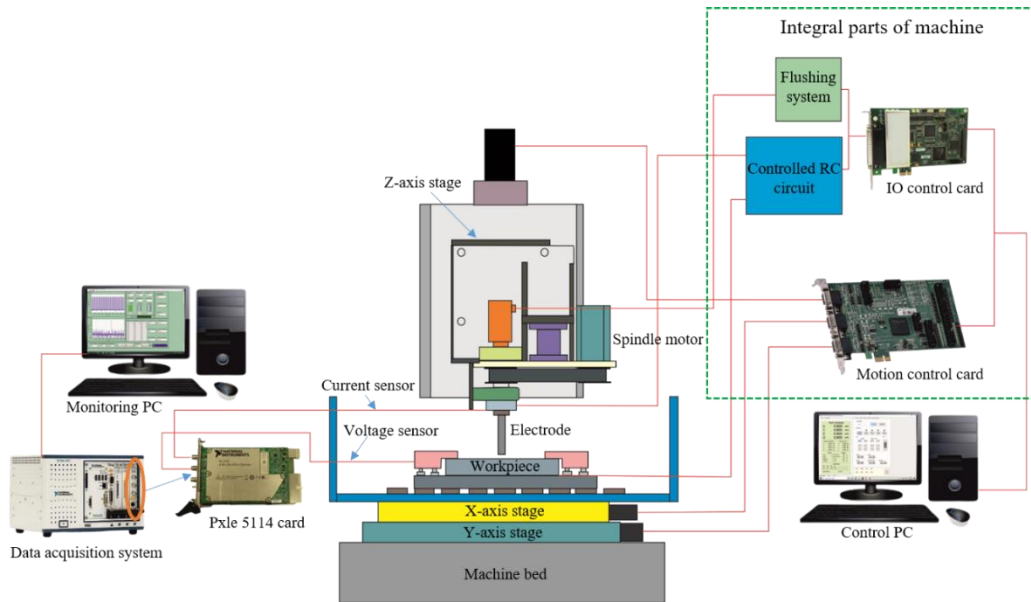 Integral parts of machine
Flushing
system
Controlled RC
circuit
IO control card
Z-axis stage
Spindle motor
Motion control card
Monitoring PC
Current sensor
Voltage sensor
Electrode
Workpiece
Pxle 5114 card
X-axis stage
Y-axis stage
Control PC
Data acquisition system
Machine bed